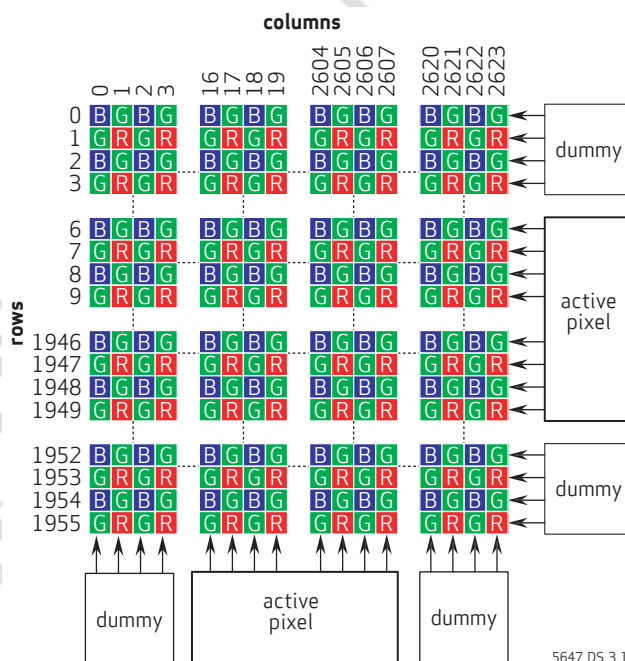 columns
0 1 2 3 16 17 18 19 2604 2605 2606 2607 2620 2621 2622 2623
0 B G B G B G B G B G B G B G B G
1 G R G R G R G R G R G R G R G R
2 B G B G B G B G B G B G B G B G
3 G R G R G R G R G R G R G R G R
dummy
6 B G B G B G B G B G B G B G B G
7 G R G R G R G R G R G R G R G R
8 B G B G B G B G B G B G B G B G
9 G R G R G R G R G R G R G R G R
rows
1946 B G B G B G B G B G B G B G B G
1947 G R G R G R G R G R G R G R G R
1948 B G B G B G B G B G B G B G B G
1949 G R G R G R G R G R G R G R G R
active
pixel
1952 B G B G B G B G B G B G B G B G
1953 G R G R G R G R G R G R G R G R
1954 B G B G B G B G B G B G B G B G
1955 G R G R G R G R G R G R G R G R
dummy
dummy
active
pixel
dummy
5647 DS 3 1